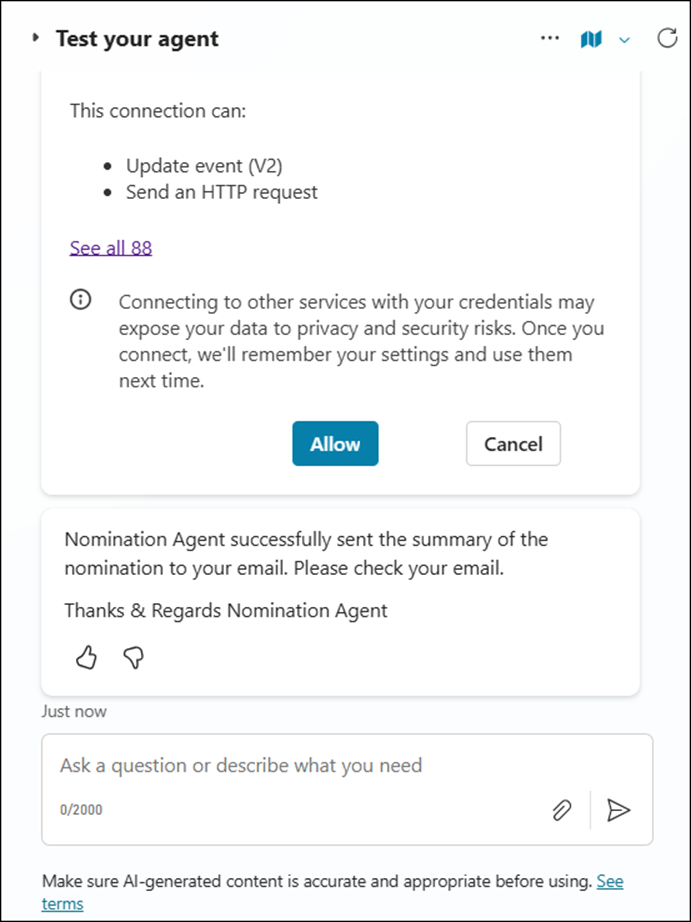 Test your agent
This connection can:
Update event (V2)
Send an HTTP request
See all 88
Connecting to other services with your credentials may
expose your data to privacy and security risks. Once you
connect, we'll remember your settings and use them
next time.
Allow
Cancel
Nomination Agent successfully sent the summary of the
nomination to your email. Please check your email.
Thanks & Regards Nomination Agent
Just now
Ask a question or describe what you need
0/2000
Make sure AI-generated content is accurate and appropriate before using. See
terms